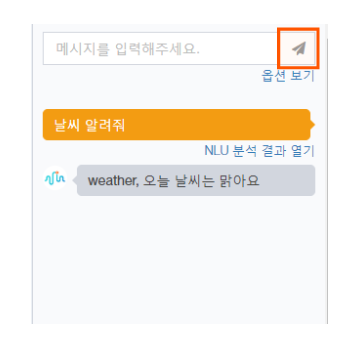 메시지를 입력해주세요.
옵션 보기
날씨 알려줘
NLU 분석 결과 열기
weather, 오늘 날씨는 맑아요